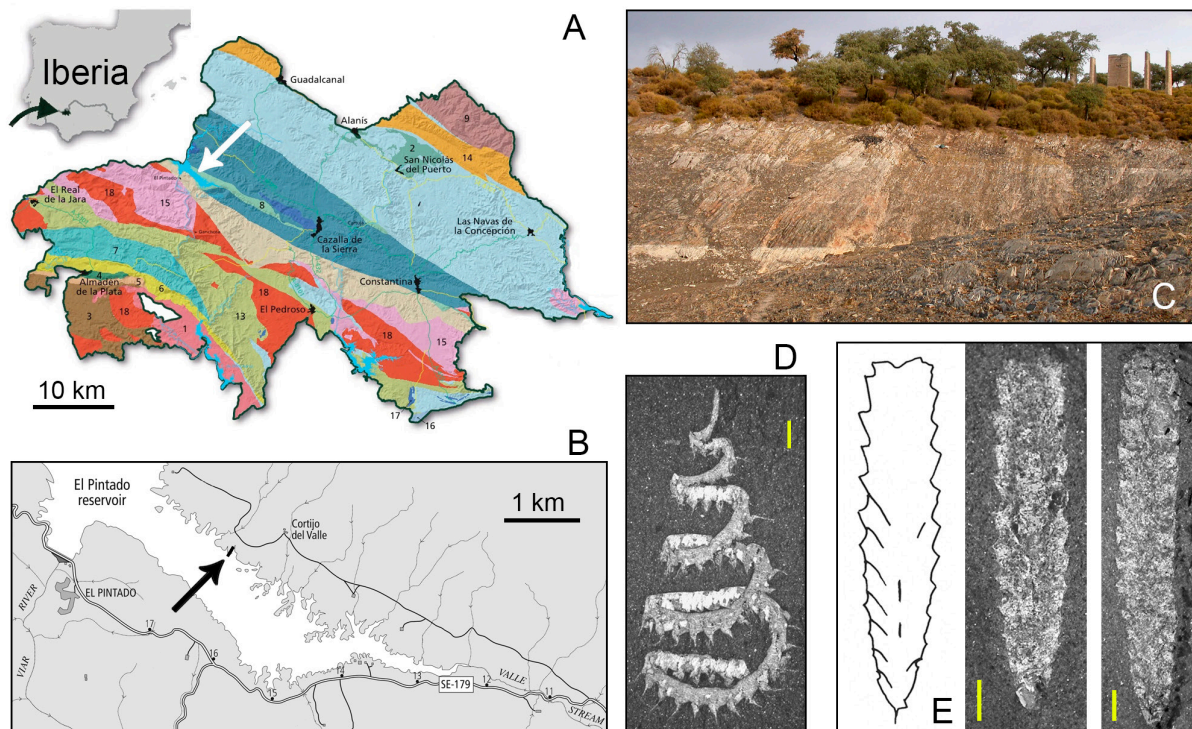 Iberia
A
Guadalcanal
Alanís
9
2
San Nicolás
del Puerto
14
El Pintado
El Real
de la Jara
18
15
8
Cazalla de
la Sierra
Las Navas de
la Concepción
7
Constantina
4
Almadén
de la Plata
5
6
18
El Pedroso
18
3
1
13
18
15
10 km
17
16
C
B
El Pintado
reservoir
1 km
Cortijo
del Valle
RIVER
EL PINTADO
17
16
VIAR
14
13
SE-179
12
VALLE
11
15
STREAM
D
E